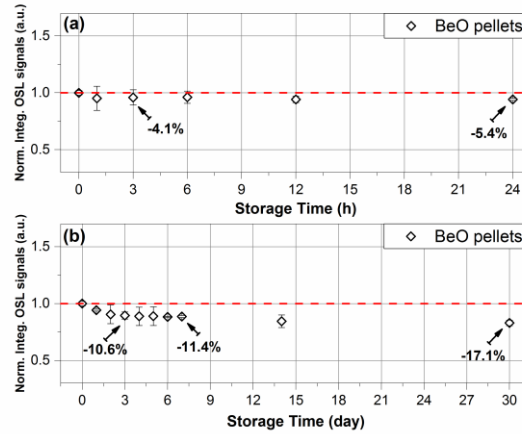 (a)
BeO pellets
Norm. Integ. OSL signals (a.u.)
1.5
1.0
0.5
-4.1%
-5.4%
0 3 6 9 12 15 18 21 24
Storage Time (h)
(b)
BeO pellets
Norm. Integ. OSL signals (a.u.)
1.5
1.0
0.5
-10.6%
-11.4%
-17.1%
0 3 6 9 12 15 18 21 24 27 30
Storage Time (day)